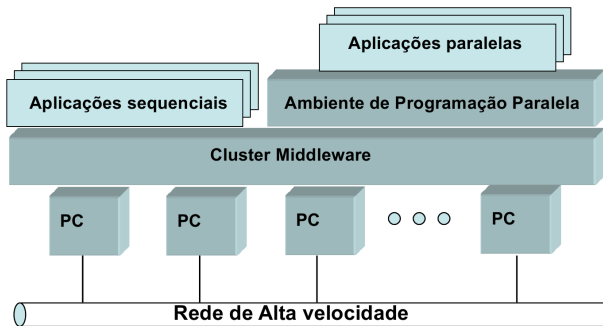 Aplicações paralelas
Aplicações sequenciais
Ambiente de Programação Paralela
Cluster Middleware
PC
PC
PC
PC
Rede de Alta velocidade